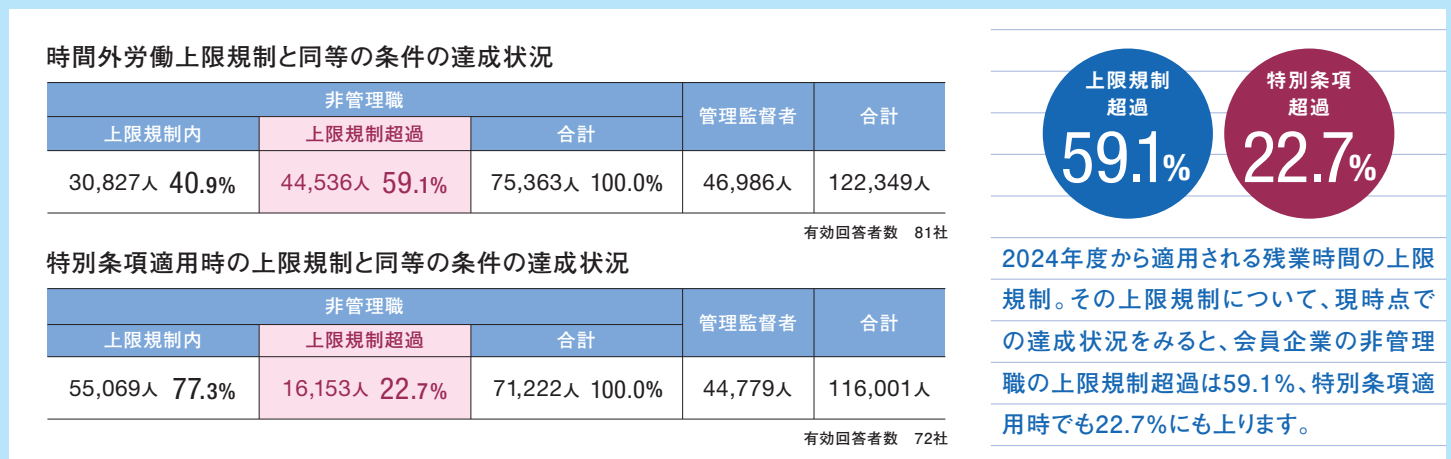 時間外労働上限規制と同等の条件の達成状況
非管理職 管理監督者 合計
上限規制内 上限規制超過 合計
30,827人 40.9% 44,536人 59.1% 75,363人 100.0% 46,986人 122,349人
有効回答者数 81社
特別条項適用時の上限規制と同等の条件の達成状況
非管理職 管理監督者 合計
上限規制内 上限規制超過 合計
55,069人 77.3% 16,153人 22.7% 71,222人 100.0% 44,779人 116,001人
有効回答者数 72社
上限規制
超過
59.1%
特別条項
超過
22.7%
2024年度から適用される残業時間の上限
規制。その上限規制について、現時点で
の達成状況をみると、会員企業の非管理
職の上限規制超過は59.1%、特別条項適
用時でも22.7%にも上ります。